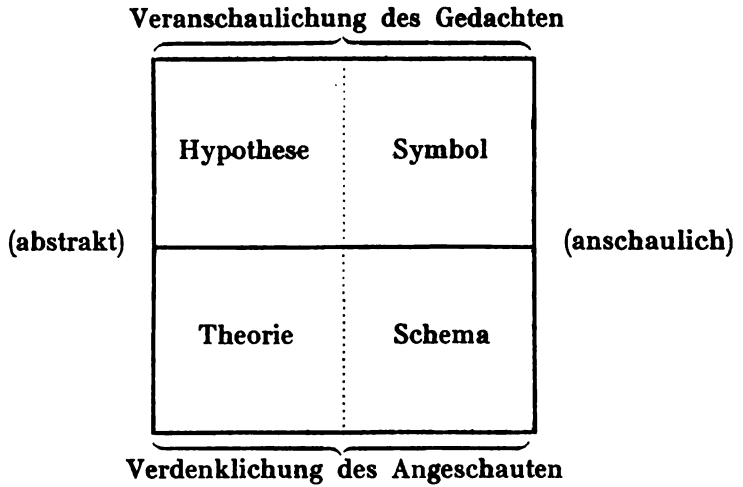 Veranschaulichung des Gedachten
Hypothese Symbol
(abstrakt) (anschaulich)
Theorie Schema
Verdenklichung des Angeschauten